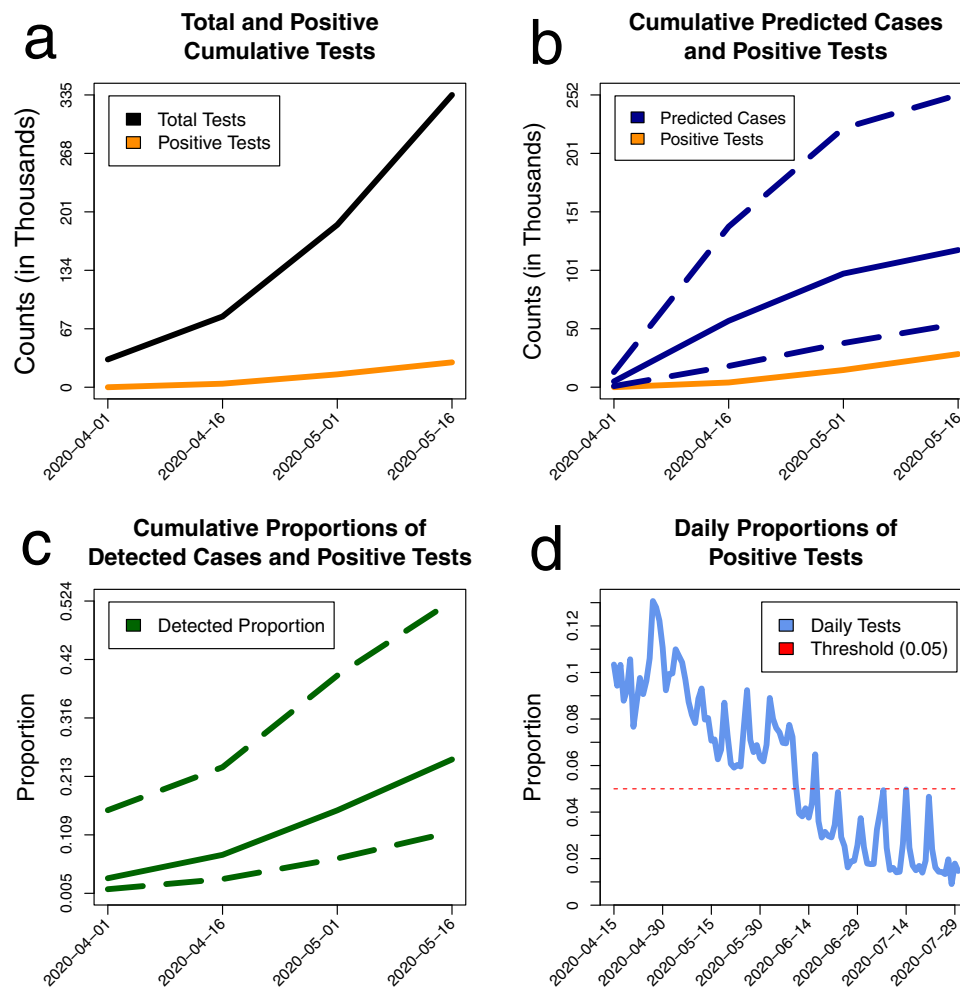 a
Total and Positive
Cumulative Tests
Counts (in Thousands)
335
268
201
134
67
0
Total Tests
Positive Tests
2020−04−01
2020−04−16
2020−05−01
2020−05−16
b
Cumulative Predicted Cases
and Positive Tests
Counts (in Thousands)
252
201
151
101
50
0
Predicted Cases
Positive Tests
2020−04−01
2020−04−16
2020−05−01
2020−05−16
c
Cumulative Proportions of
Detected Cases and Positive Tests
Proportion
0.524
0.42
0.316
0.213
0.109
0.005
Detected Proportion
2020−04−01
2020−04−16
2020−05−01
2020−05−16
d
Daily Proportions of
Positive Tests
Proportion
0.12
0.1
0.08
0.06
0.04
0.02
0
Daily Tests
Threshold (0.05)
2020−04−15
2020−04−30
2020−05−15
2020−05−30
2020−06−14
2020−06−29
2020−07−14
2020−07−29